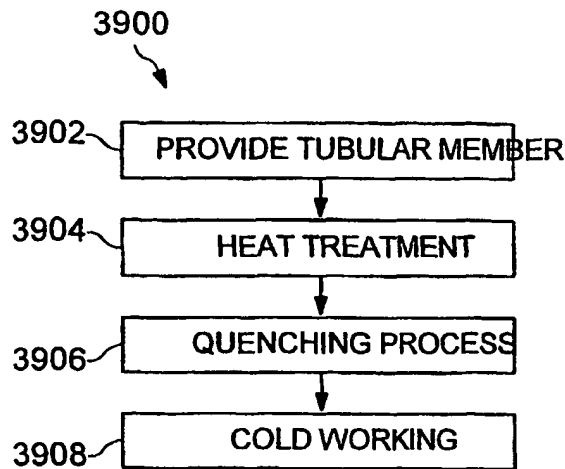 3900
3902 PROVIDE TUBULAR MEMBER
3904 HEAT TREATMENT
3906 QUENCHING PROCESS
3908 COLD WORKING